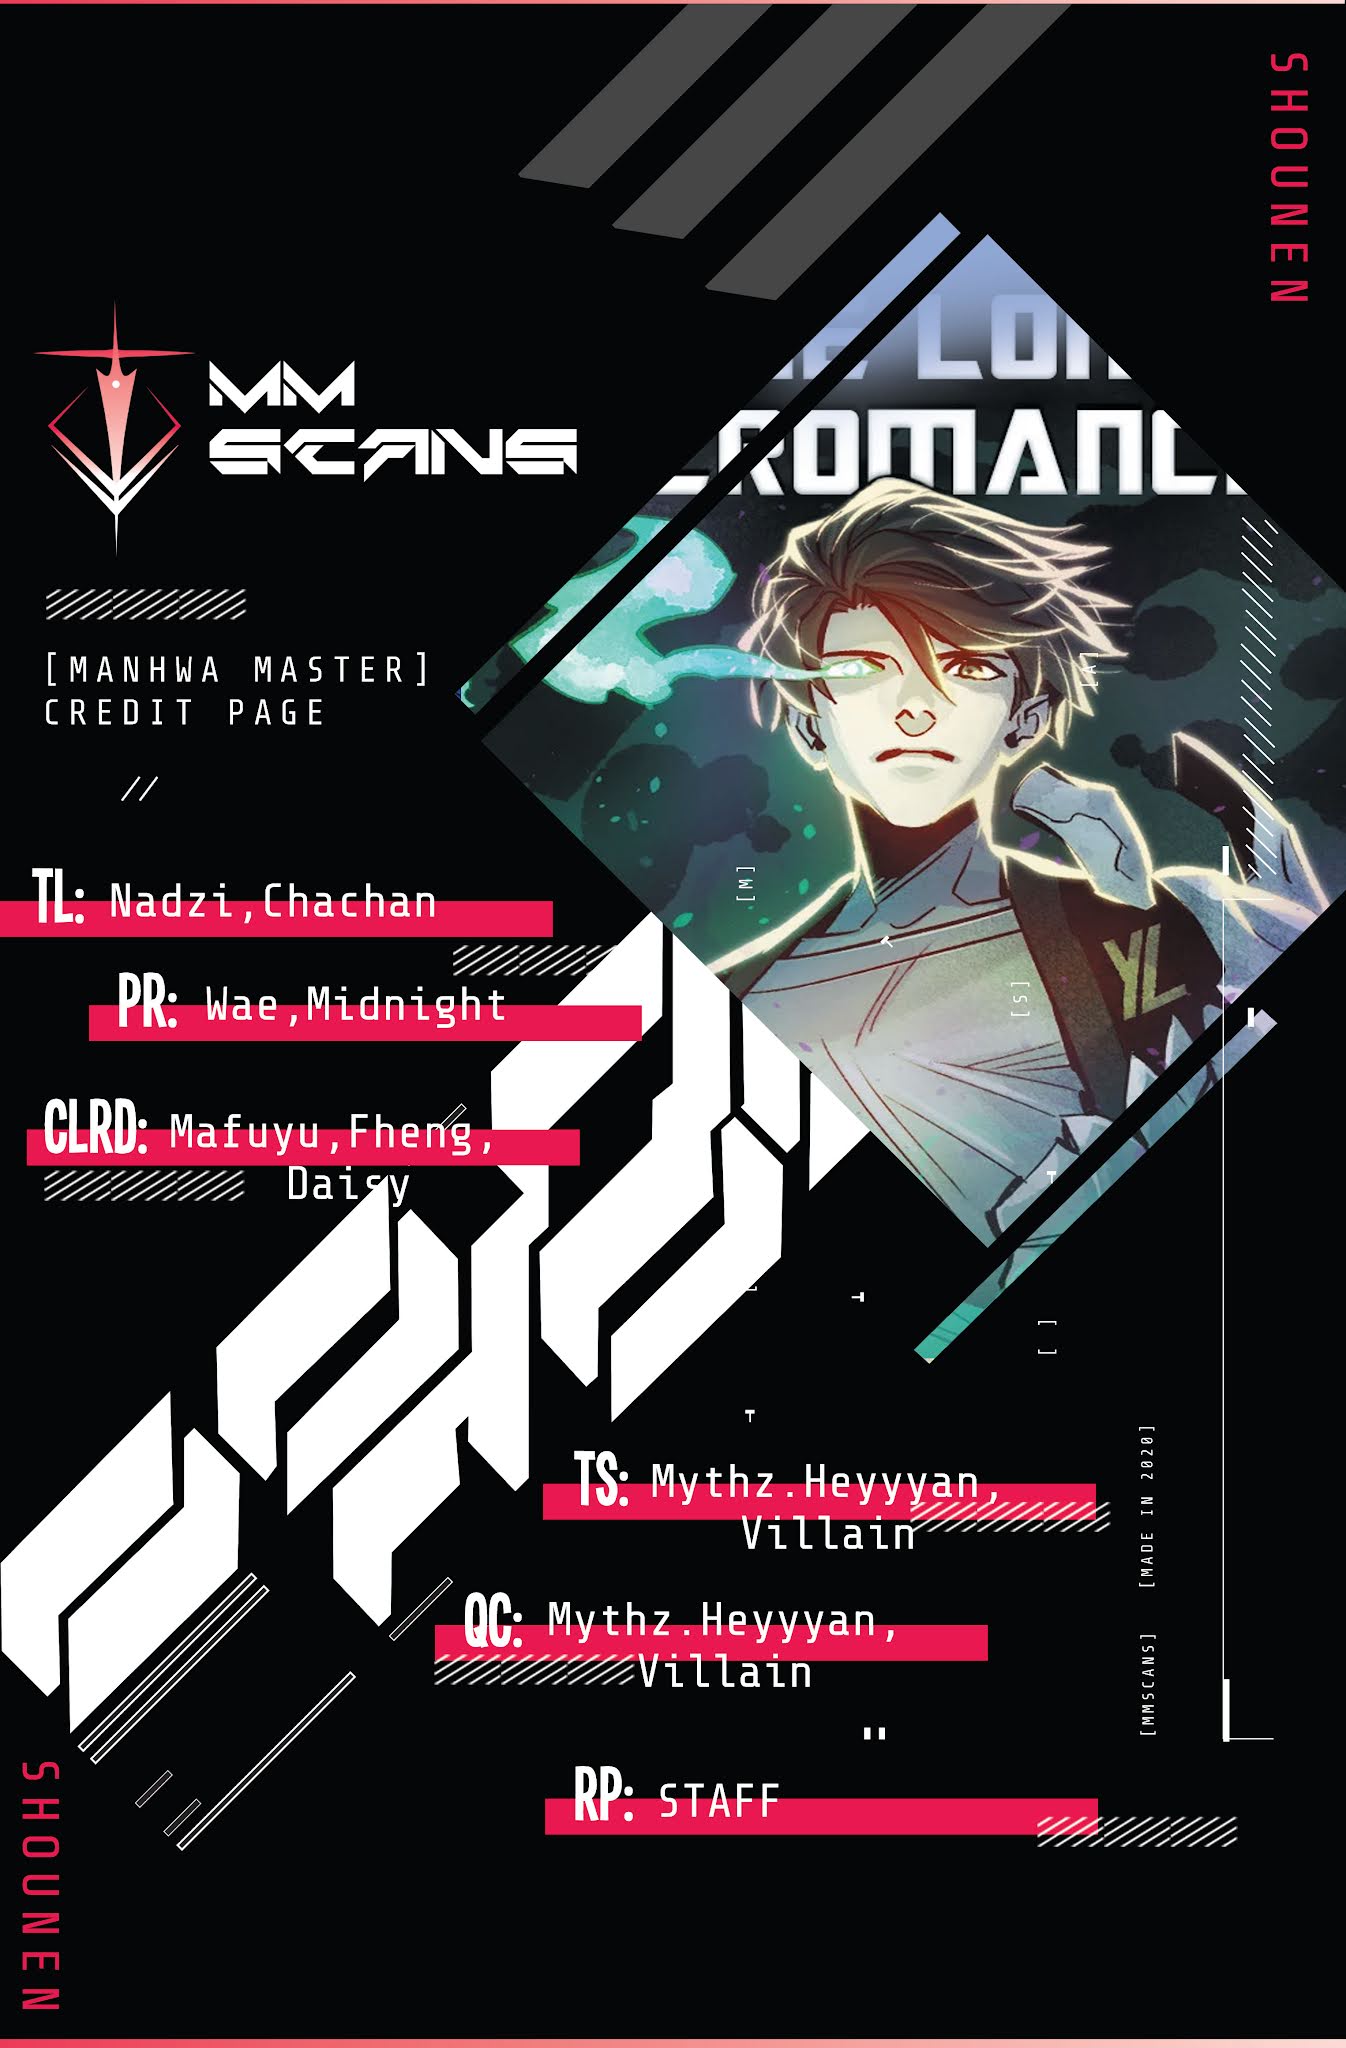 SHOUNEN
MM
SCANS
[MANHWA MASTER]
CREDIT PAGE
//
TL: Nadzi,Chachan
PR: Wae,Midnight
CLRD: Mafuyu,Fheng,
Daisy
[A]
[M]
[S]
YL
TS: Mythz.Heyyyan,
Villain
QC: Mythz.Heyyyan,
Villain
RP: STAFF
[MADE IN 2020]
[MMSCANS]
SHOUNEN